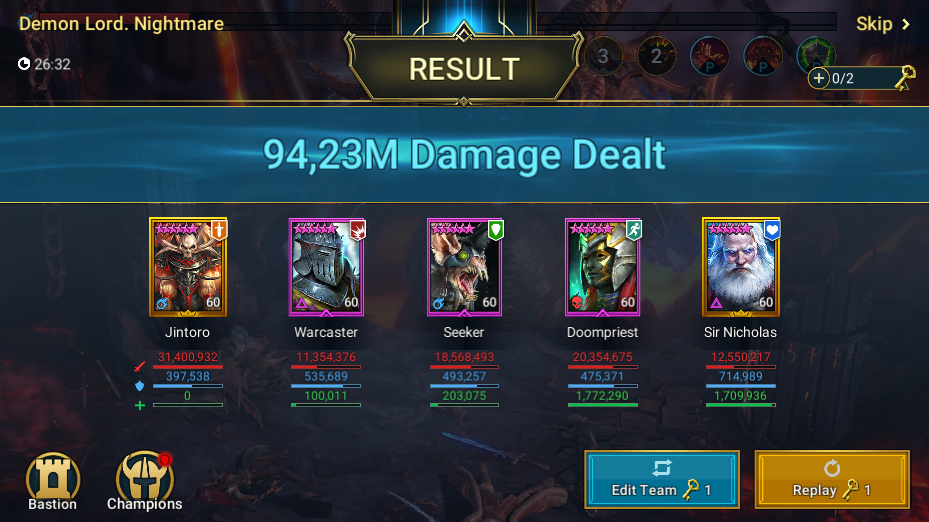 Demon Lord. Nightmare
Skip
26:32
RESULT
3
2
P
P
P
0/2
94,23M Damage Dealt
60
60
60
60
60
Jintoro
Warcaster
Seeker
Doompriest
Sir Nicholas
31,400,932
11,354,376
18,568,493
20,354,675
12,550,217
397,538
535,689
493,257
475,371
714,989
0
100,011
203,075
1,772,290
1,709,936
Bastion
Champions
Edit Team 1
Replay 1